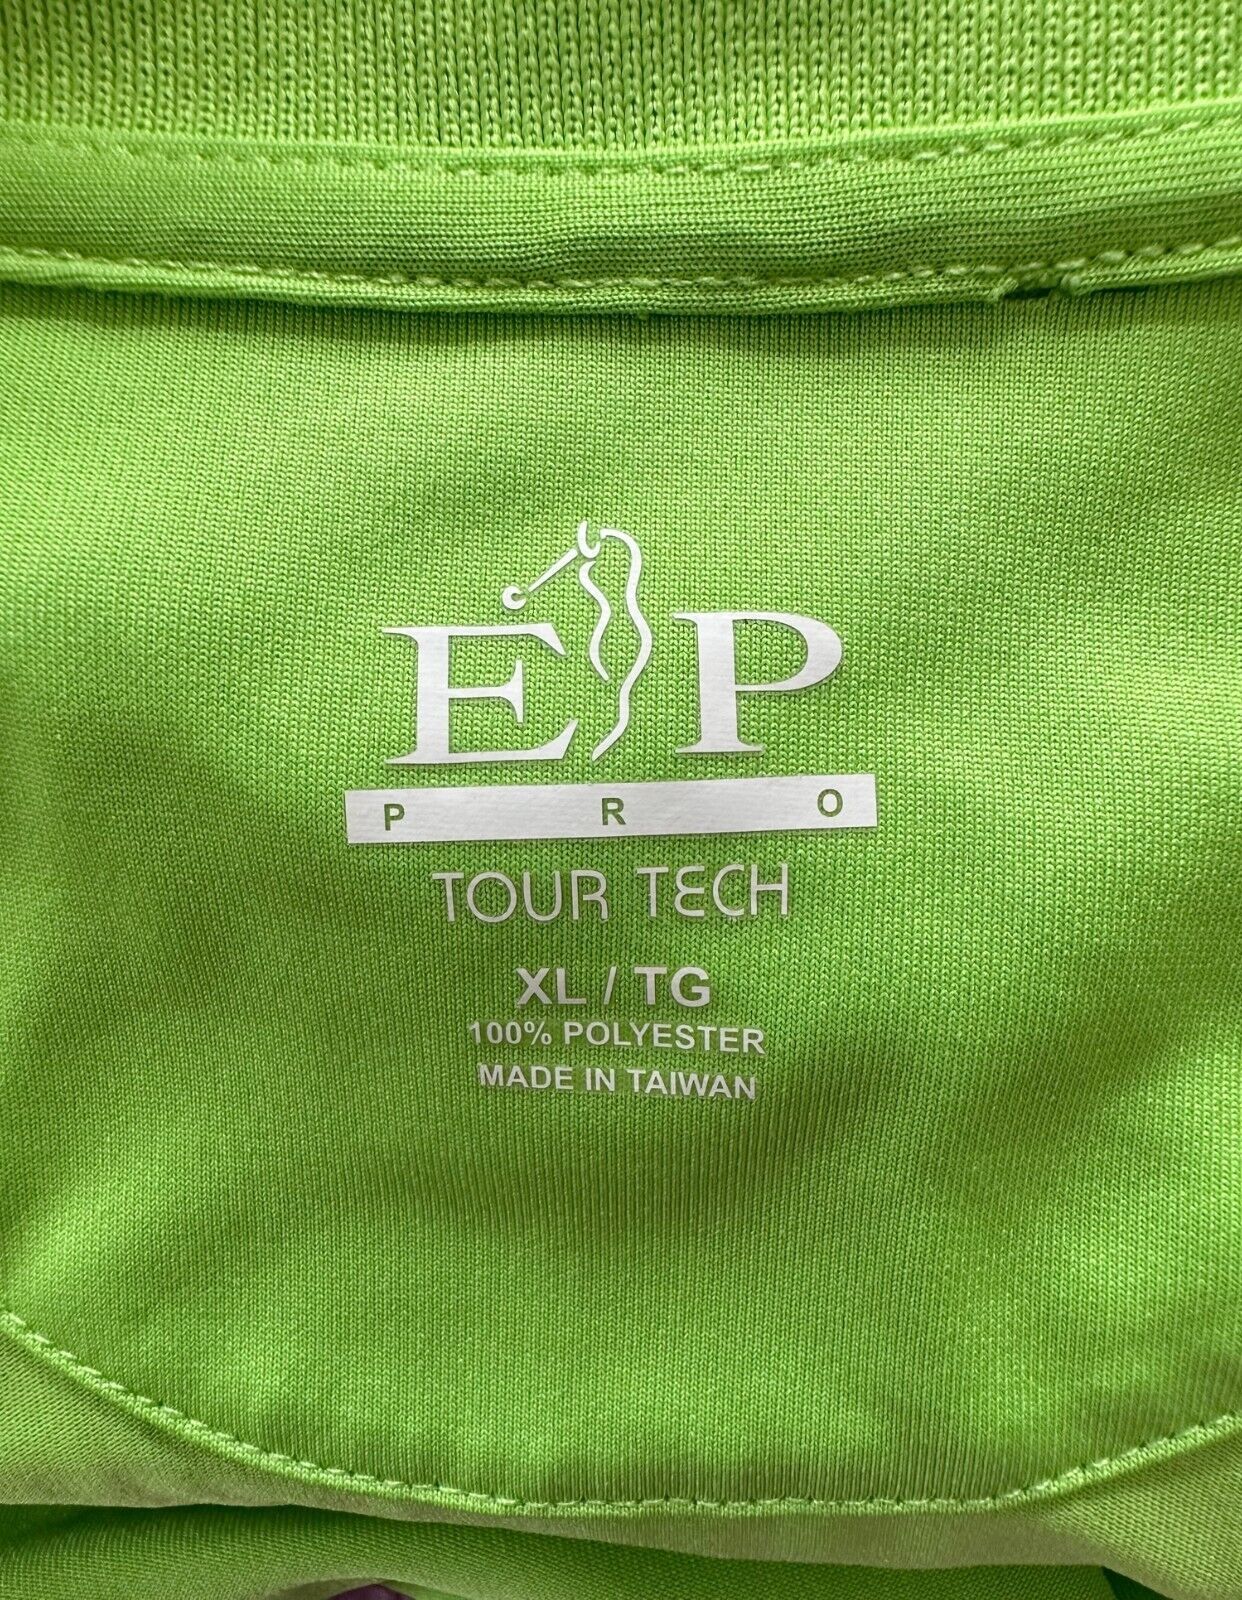 EP
PRO
TOUR TECH
XL / TG
100% POLYESTER
MADE IN TAIWAN